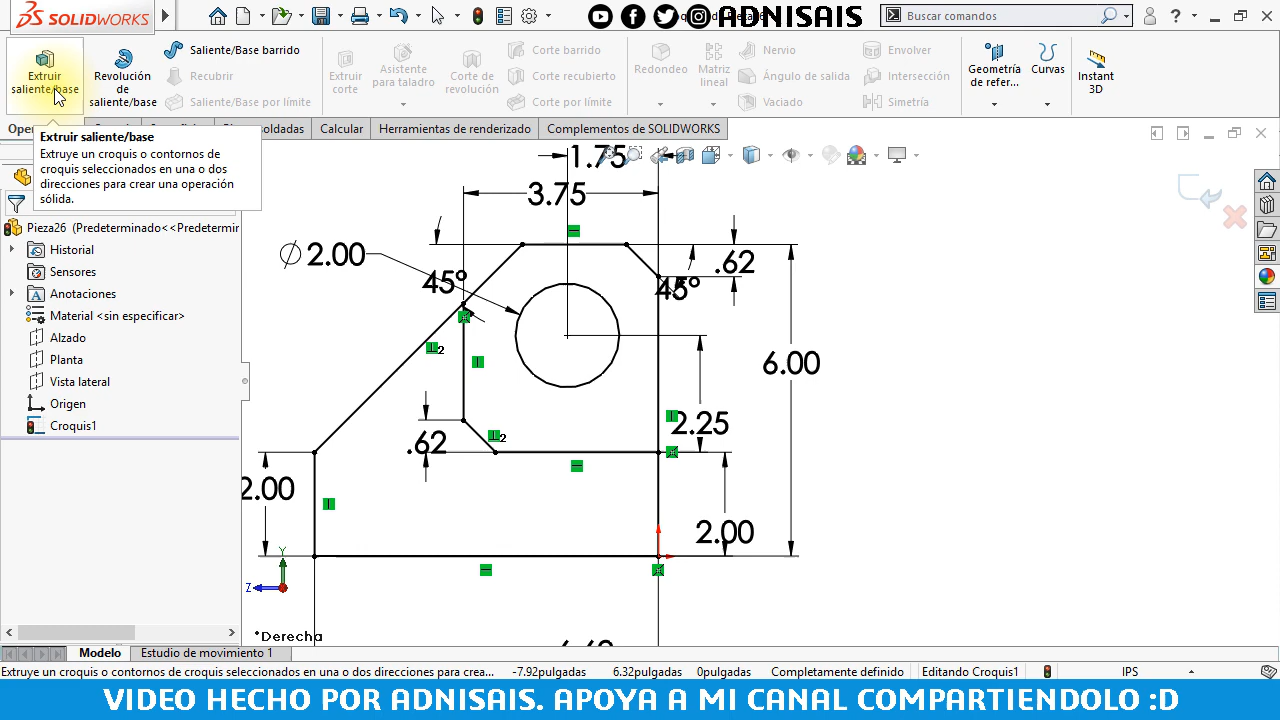 SOLIDWORKS
ADNISAIS
Buscar comandos
Extruir saliente/base
Revolución de saliente/base
Saliente/Base barrido
Recubrir
Saliente/Base por límite
Extruir corte
Asistente para taladro
Corte de revolución
Corte barrido
Corte recubierto
Corte por límite
Redondeo
Matriz lineal
Nervio
Ángulo de salida
Vaciado
Envolver
Intersección
Simetría
Geometría de refer...
Curvas
Instant 3D
Calcular
Herramientas de renderizado
Complementos de SOLIDWORKS
Extruir saliente/base
Extruye un croquis o contornos de
croquis seleccionados en una o dos
direcciones para crear una operación
sólida.
Pieza26 (Predeterminado<<Predetermir
Historial
Sensores
Anotaciones
Material <sin especificar>
Alzado
Planta
Vista lateral
Origen
Croquis1
1.75
3.75
∅ 2.00
45°
.62
45°
6.00
2.25
.62
2.00
2.00
2
2
Y
Z
*Derecha
Modelo
Estudio de movimiento 1
Extruye un croquis o contornos de croquis seleccionados en una o dos direcciones para crear una operación sólida... -7.92pulgadas 6.32pulgadas 0pulgadas Completamente definido Editando Croquis1 IPS
VIDEO HECHO POR ADNISAIS. APOYA A MI CANAL COMPARTIENDOLO :D